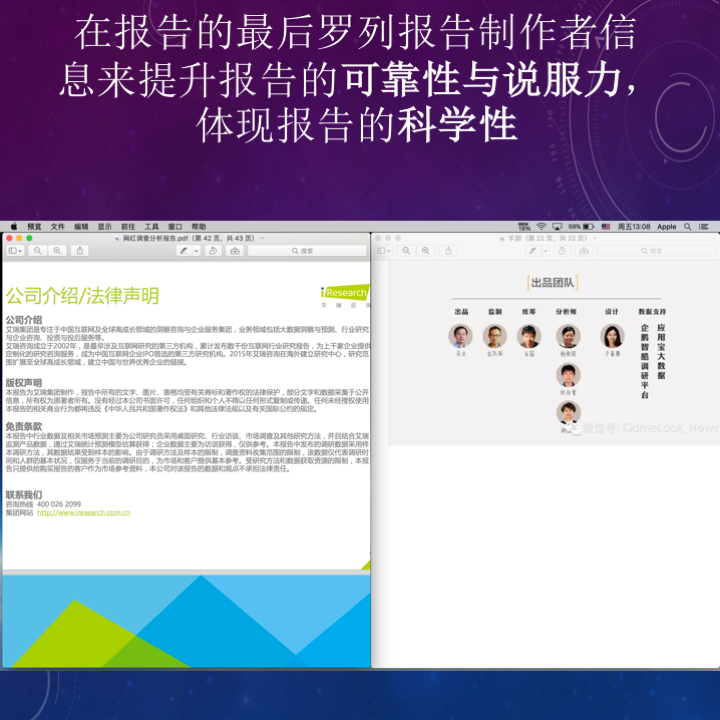 在报告的最后罗列报告制作者信
息来提升报告的可靠性与说服力，
体现报告的科学性
预览 文件 编辑 显示 前往 工具 窗口 帮助
59% 周五13:08 Apple
网红调查分析报告.pdf（第 42 页，共 43 页）
搜索
公司介绍/法律声明
iResearch
艾 瑞 咨 询
公司介绍
艾瑞集团是专注于中国互联网及全球高成长领域的洞察咨询与企业服务集团，业务领域包括大数据洞察与预测、行业研究
与企业咨询、投资与投后服务等。
艾瑞咨询成立于2002年，是最早涉及互联网研究的第三方机构，累计发布数千份互联网行业研究报告，为上千家企业提供
定制化的研究咨询服务，成为中国互联网企业IPO首选的第三方研究机构。2015年艾瑞咨询在海外建立研究中心，研究范
围扩展至全球高成长领域，建立中国与世界优秀企业的链接。
版权声明
本报告为艾瑞集团制作，报告中所有的文字、图片、表格均受有关商标和著作权的法律保护，部分文字和数据采集于公开
信息，所有权为原著者所有。没有经过本公司书面许可，任何组织和个人不得以任何形式复制或传递。任何未经授权使用
本报告的相关商业行为都将违反《中华人民共和国著作权法》和其他法律法规以及有关国际公约的规定。
免责条款
本报告中行业数据及相关市场预测主要为公司研究员采用桌面研究、行业访谈、市场调查及其他研究方法，并且结合艾瑞
监测产品数据，通过艾瑞统计预测模型估算获得；企业数据主要为访谈获得，仅供参考。本报告中发布的调研数据采用样
本调研方法，其数据结果受到样本的影响。由于调研方法及样本的限制，调查资料收集范围的限制，该数据仅代表调研时
间和人群的基本状况，仅服务于当前的调研目的，为市场和客户提供基本参考。受研究方法和数据获取资源的限制，本报
告只提供给购买报告的客户作为市场参考资料，本公司对该报告的数据和观点不承担法律责任。
联系我们
咨询热线 400 026 2099
集团网站 http://www.iresearch.com.cn
手游（第 22 页，共 22 页）
搜索
出品团队
出品 监制 统筹 分析师 设计 数据支持
企鹅智酷调研平台
应用宝大数据
微信号: GameLook_News